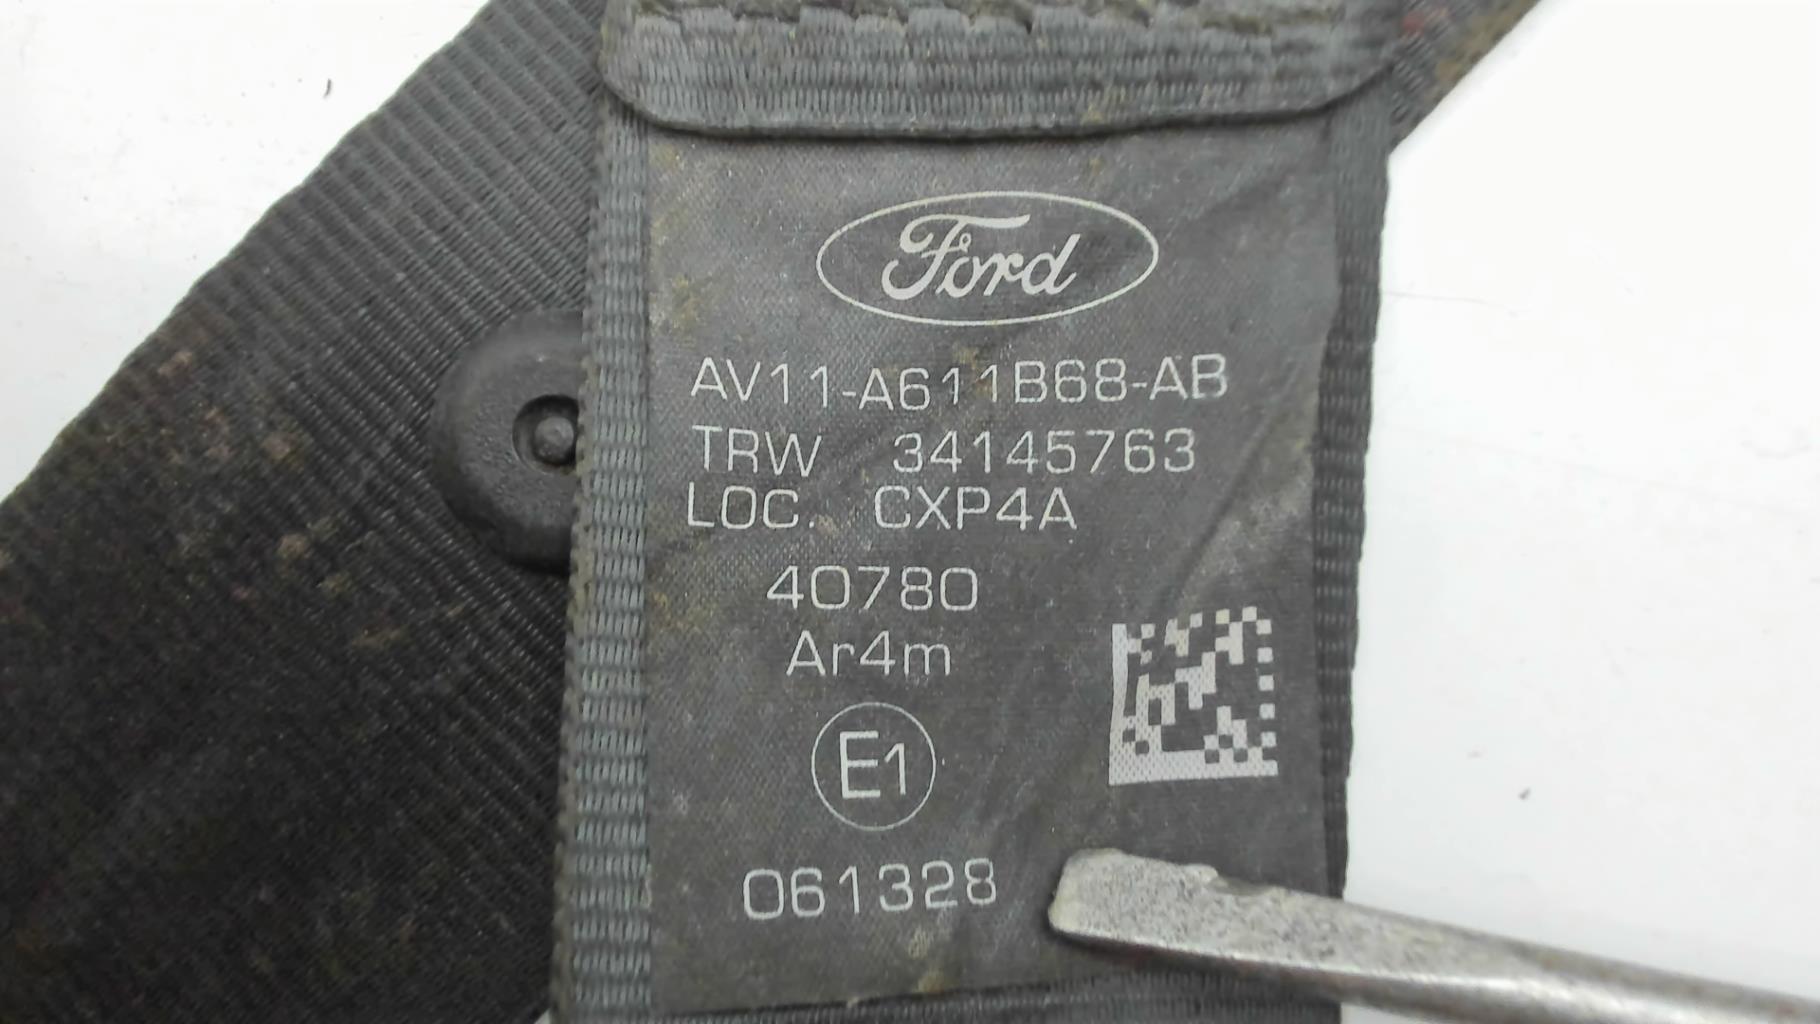 Ford
AV11-A611B68-AB
TRW 34145763
LOC. CXP4A
40780
Ar4m
E1
061328